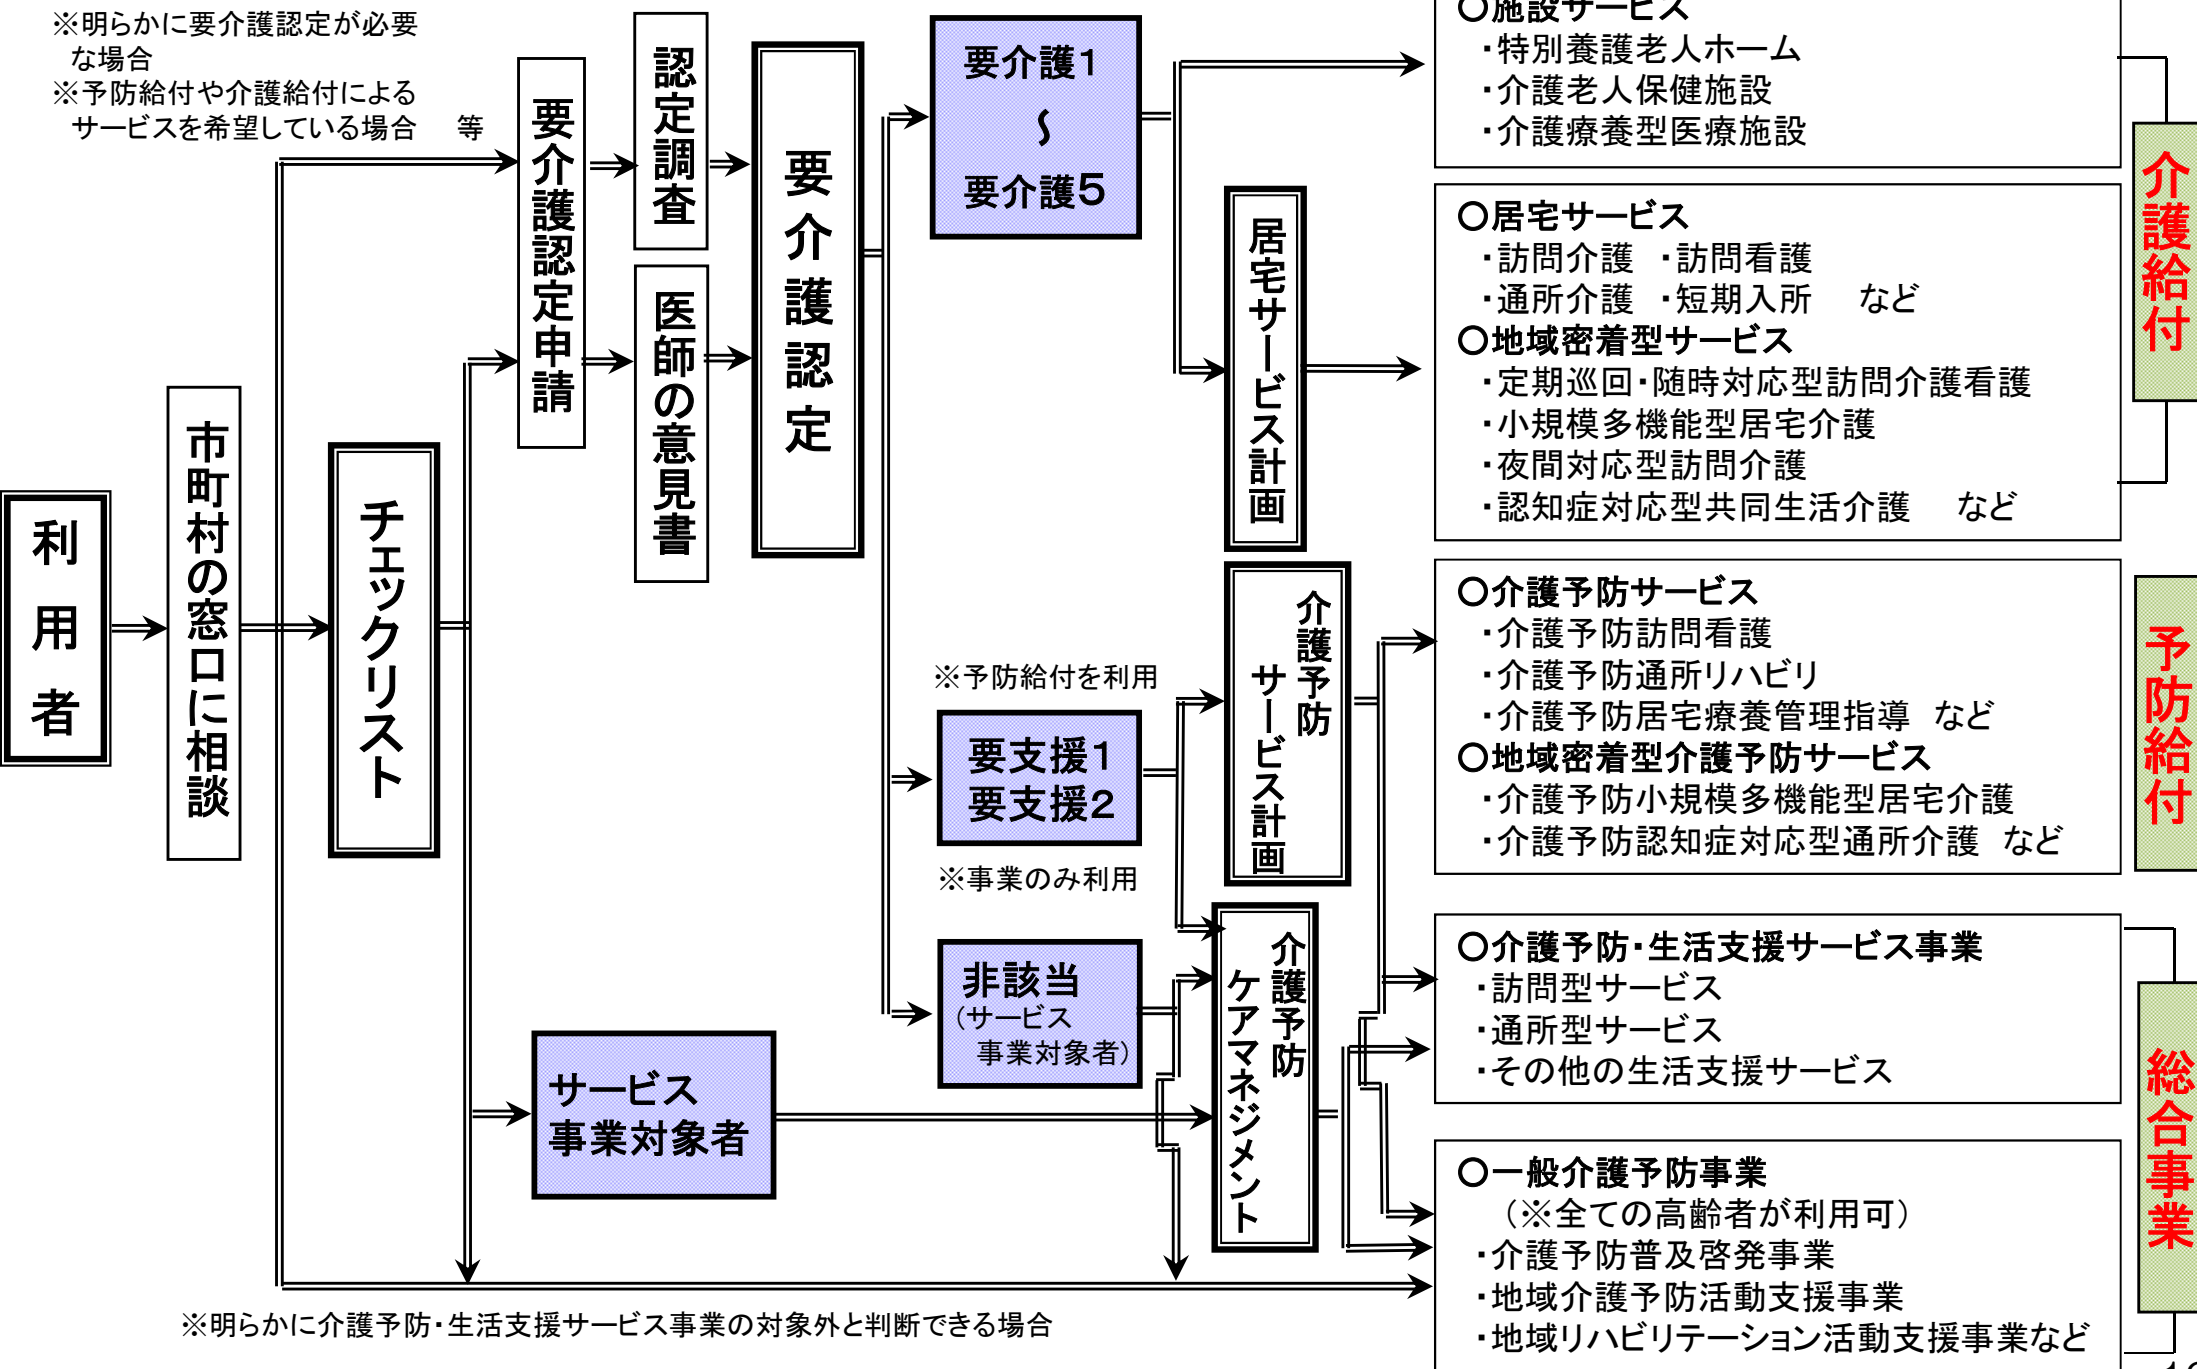 ※明らかに要介護認定が必要
な場合
※予防給付や介護給付による
サービスを希望している場合　等
利用者
市町村の窓口に相談
チェックリスト
要介護認定申請
認定調査
医師の意見書
要介護認定
要介護1
～
要介護5
※予防給付を利用
要支援1
要支援2
※事業のみ利用
非該当
（サービス
事業対象者）
サービス
事業対象者
居宅サービス計画
介護予防
サービス計画
介護予防
ケアマネジメント
○施設サービス
・特別養護老人ホーム
・介護老人保健施設
・介護療養型医療施設
○居宅サービス
・訪問介護　・訪問看護
・通所介護　・短期入所　など
○地域密着型サービス
・定期巡回・随時対応型訪問介護看護
・小規模多機能型居宅介護
・夜間対応型訪問介護
・認知症対応型共同生活介護　など
介護給付
○介護予防サービス
・介護予防訪問看護
・介護予防通所リハビリ
・介護予防居宅療養管理指導　など
○地域密着型介護予防サービス
・介護予防小規模多機能型居宅介護
・介護予防認知症対応型通所介護　など
予防給付
○介護予防・生活支援サービス事業
・訪問型サービス
・通所型サービス
・その他の生活支援サービス
○一般介護予防事業
（※全ての高齢者が利用可）
・介護予防普及啓発事業
・地域介護予防活動支援事業
・地域リハビリテーション活動支援事業など
総合事業
※明らかに介護予防・生活支援サービス事業の対象外と判断できる場合